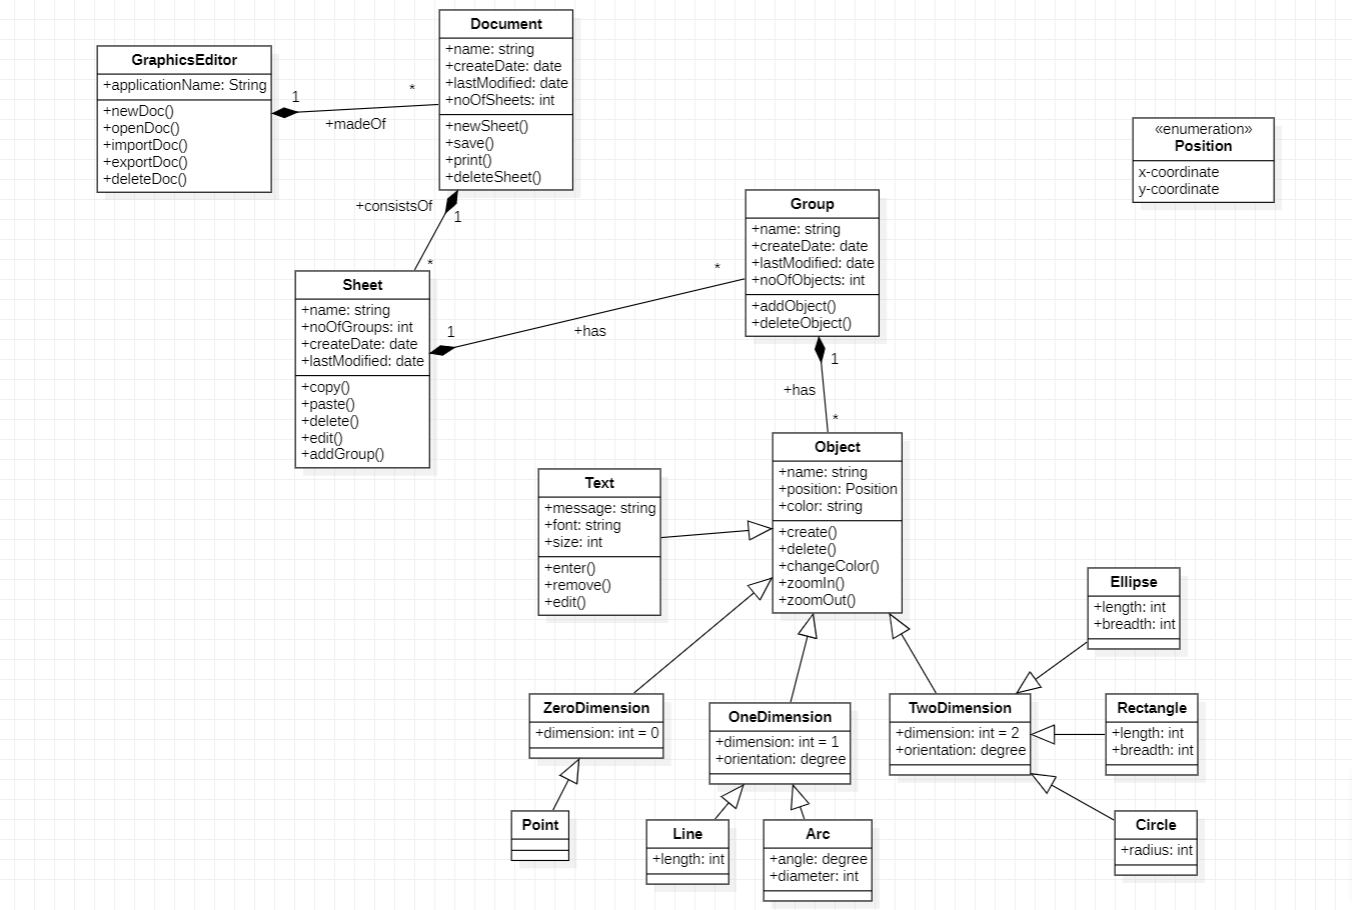 GraphicsEditor
+applicationName: String
+newDoc()
+openDoc()
+importDoc()
+exportDoc()
+deleteDoc()
1
*
+madeOf
Document
+name: string
+createDate: date
+lastModified: date
+noOfSheets: int
+newSheet()
+save()
+print()
+deleteSheet()
+consistsOf
1
*
Sheet
+name: string
+noOfGroups: int
+createDate: date
+lastModified: date
+copy()
+paste()
+delete()
+edit()
+addGroup()
1
*
+has
Group
+name: string
+createDate: date
+lastModified: date
+noOfObjects: int
+addObject()
+deleteObject()
1
+has
*
«enumeration»
Position
x-coordinate
y-coordinate
Object
+name: string
+position: Position
+color: string
+create()
+delete()
+changeColor()
+zoomIn()
+zoomOut()
Text
+message: string
+font: string
+size: int
+enter()
+remove()
+edit()
Ellipse
+length: int
+breadth: int
ZeroDimension
+dimension: int = 0
OneDimension
+dimension: int = 1
+orientation: degree
TwoDimension
+dimension: int = 2
+orientation: degree
Rectangle
+length: int
+breadth: int
Point
Line
+length: int
Arc
+angle: degree
+diameter: int
Circle
+radius: int